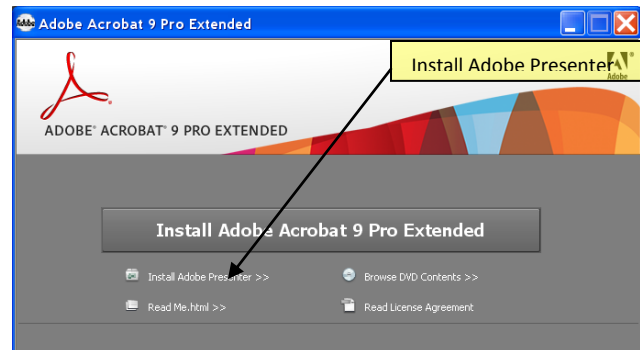 Adobe Adobe Acrobat 9 Pro Extended
Install Adobe Presenter
Adobe
ADOBE® ACROBAT® 9 PRO EXTENDED
Install Adobe Acrobat 9 Pro Extended
Install Adobe Presenter >>
Browse DVD Contents >>
Read Me.html >>
Read License Agreement